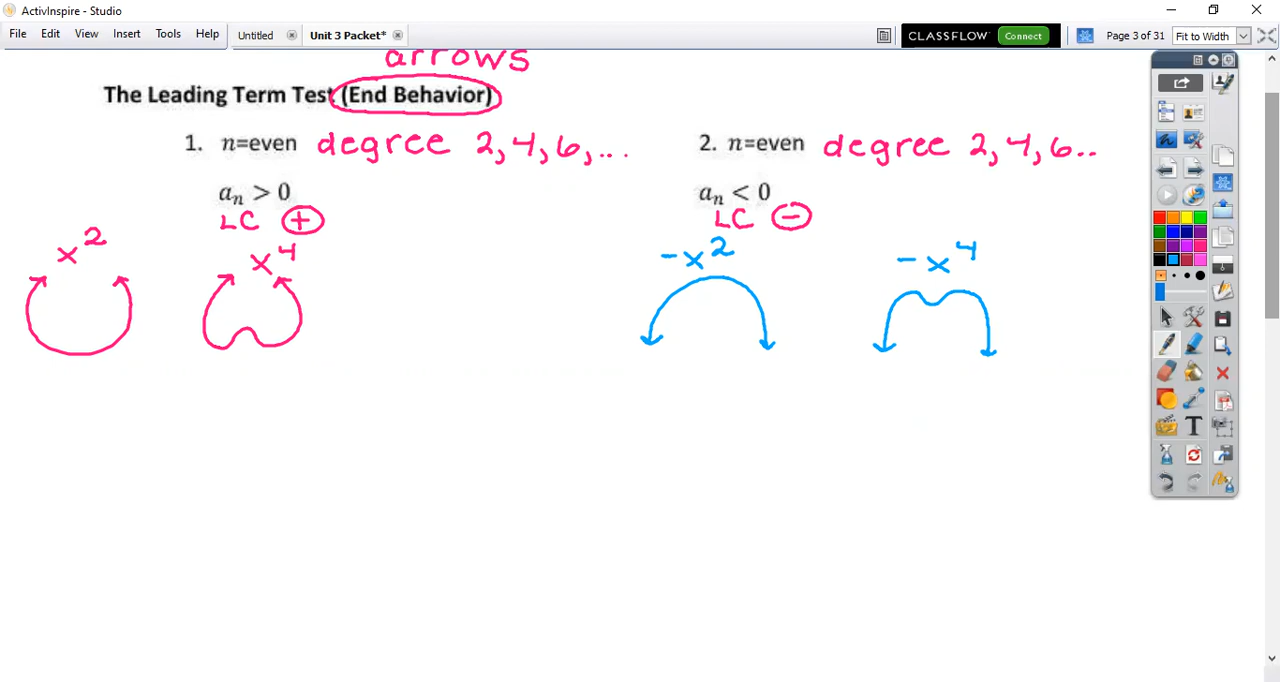 ActivInspire - Studio
File Edit View Insert Tools Help Untitled Unit 3 Packet* CLASSFLOW Connect Page 3 of 31 Fit to Width
arrows
The Leading Term Test (End Behavior)
1. n=even degree 2,4,6,...
aₙ > 0
LC +
x² x⁴
2. n=even degree 2,4,6..
aₙ < 0
LC −
-x² -x⁴